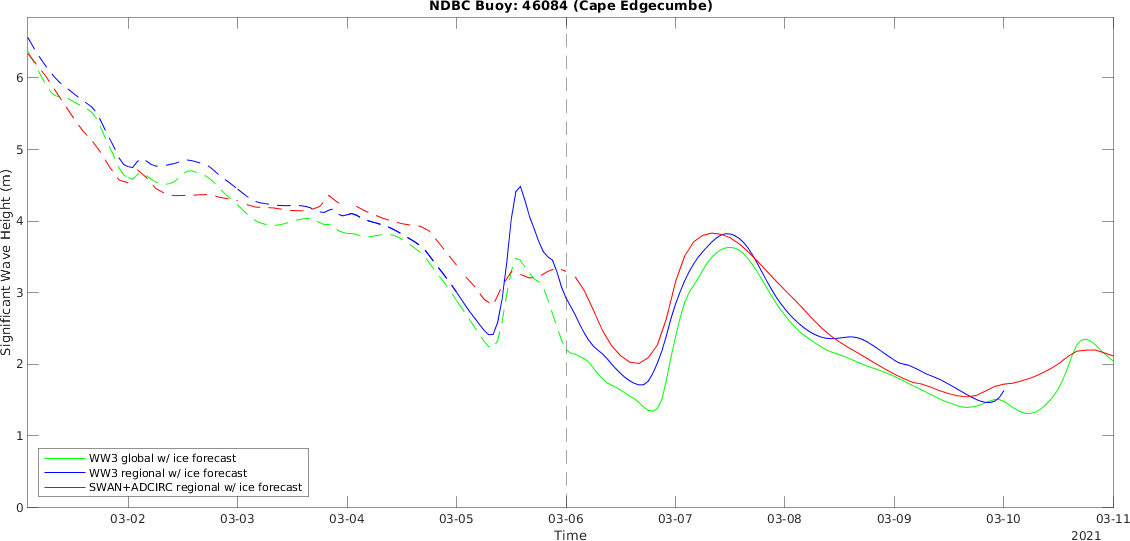 NDBC Buoy: 46084 (Cape Edgecumbe)
Significant Wave Height (m)
6
5
4
3
2
1
0
WW3 global w/ ice forecast
WW3 regional w/ ice forecast
SWAN+ADCIRC regional w/ ice forecast
03-02 03-03 03-04 03-05 03-06 03-07 03-08 03-09 03-10 03-11
Time
2021